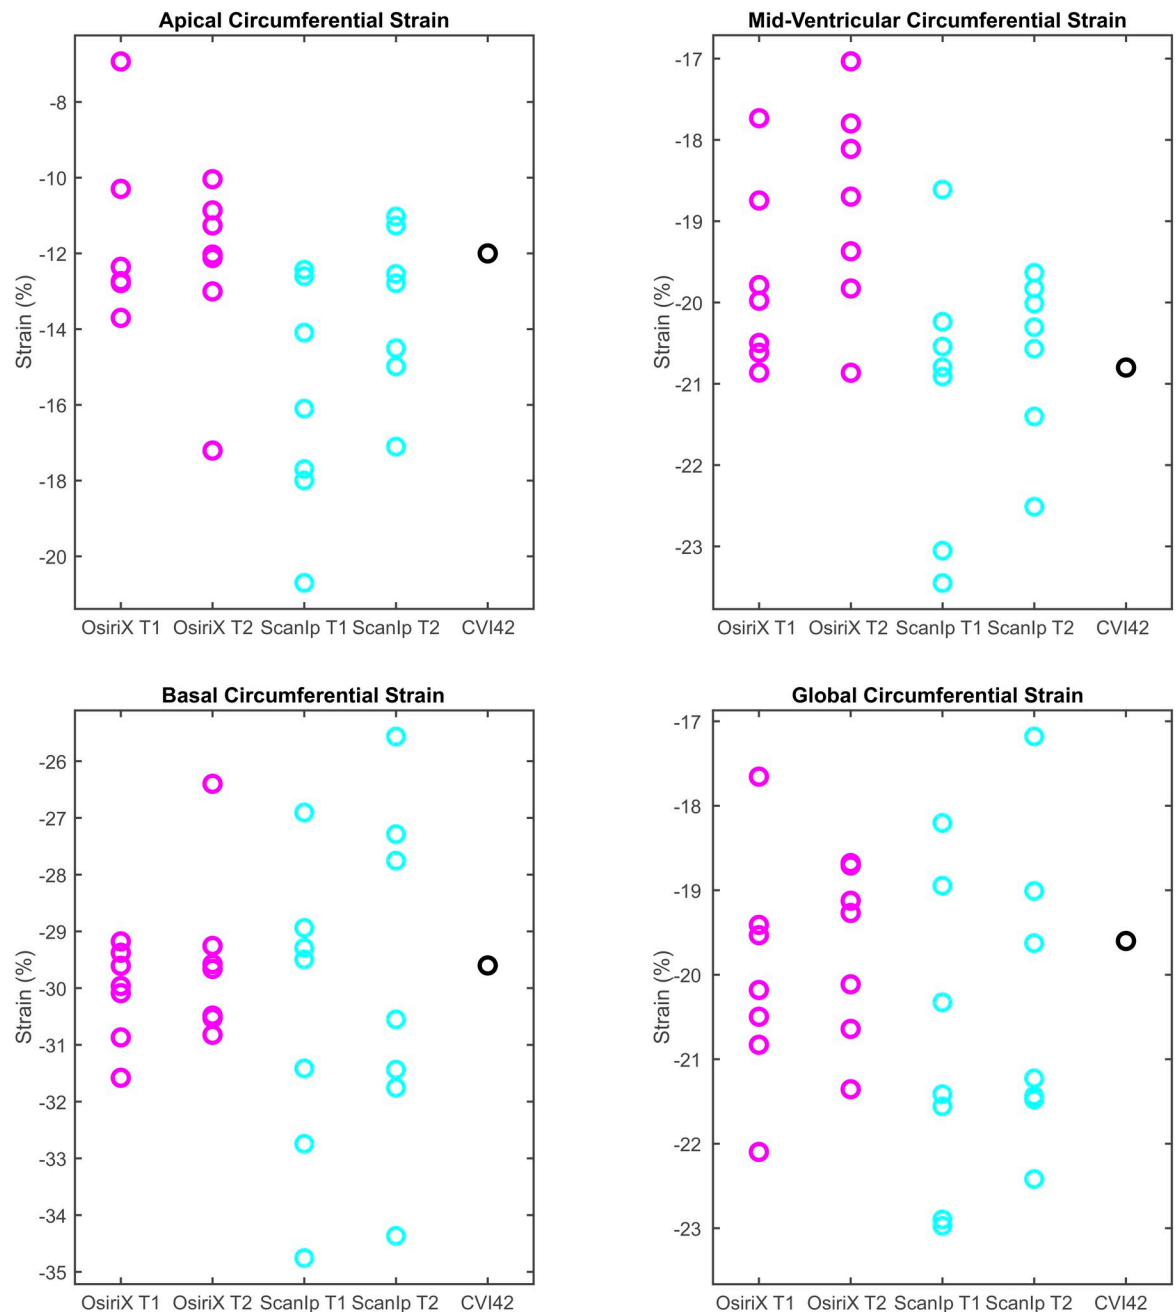 Apical Circumferential Strain
-8
-10
-12
-14
-16
-18
-20
Strain (%)
OsiriX T1 OsiriX T2 ScanIp T1 ScanIp T2 CVI42
Mid-Ventricular Circumferential Strain
-17
-18
-19
-20
-21
-22
-23
Strain (%)
OsiriX T1 OsiriX T2 ScanIp T1 ScanIp T2 CVI42
Basal Circumferential Strain
-26
-27
-28
-29
-30
-31
-32
-33
-34
-35
Strain (%)
OsiriX T1 OsiriX T2 ScanIp T1 ScanIp T2 CVI42
Global Circumferential Strain
-17
-18
-19
-20
-21
-22
-23
Strain (%)
OsiriX T1 OsiriX T2 ScanIp T1 ScanIp T2 CVI42